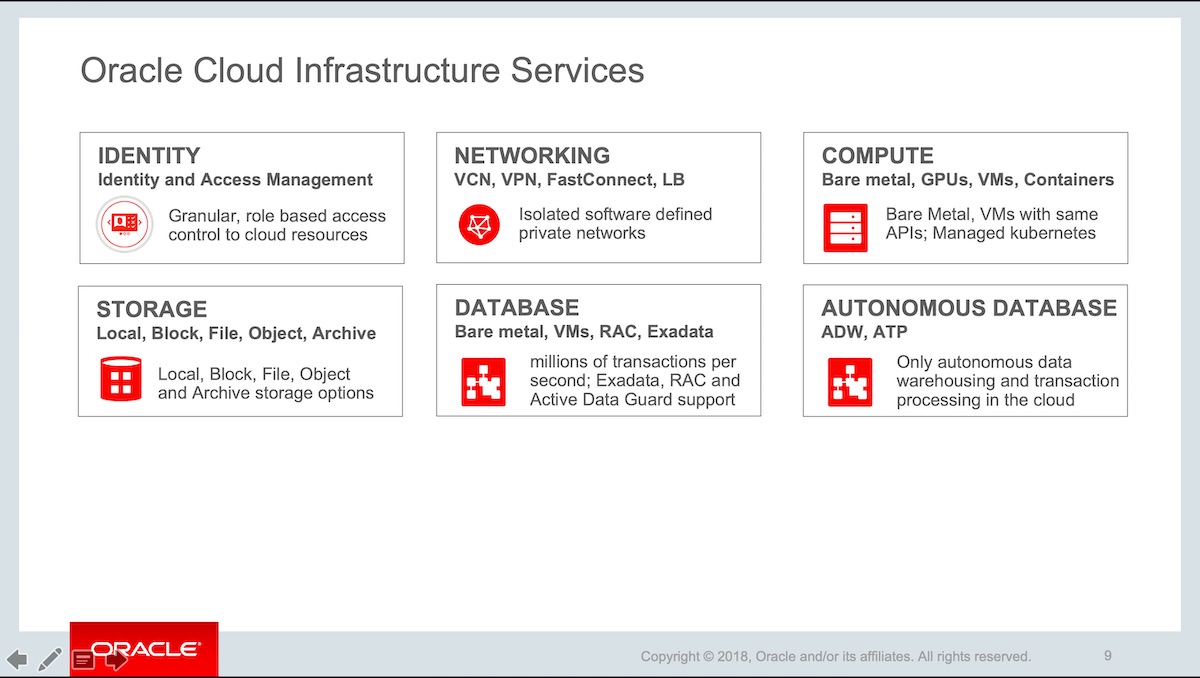 Oracle Cloud Infrastructure Services
IDENTITY
Identity and Access Management
Granular, role based access
control to cloud resources
NETWORKING
VCN, VPN, FastConnect, LB
Isolated software defined
private networks
COMPUTE
Bare metal, GPUs, VMs, Containers
Bare Metal, VMs with same
APIs; Managed kubernetes
STORAGE
Local, Block, File, Object, Archive
Local, Block, File, Object
and Archive storage options
DATABASE
Bare metal, VMs, RAC, Exadata
millions of transactions per
second; Exadata, RAC and
Active Data Guard support
AUTONOMOUS DATABASE
ADW, ATP
Only autonomous data
warehousing and transaction
processing in the cloud
ORACLE®
Copyright © 2018, Oracle and/or its affiliates. All rights reserved.
9